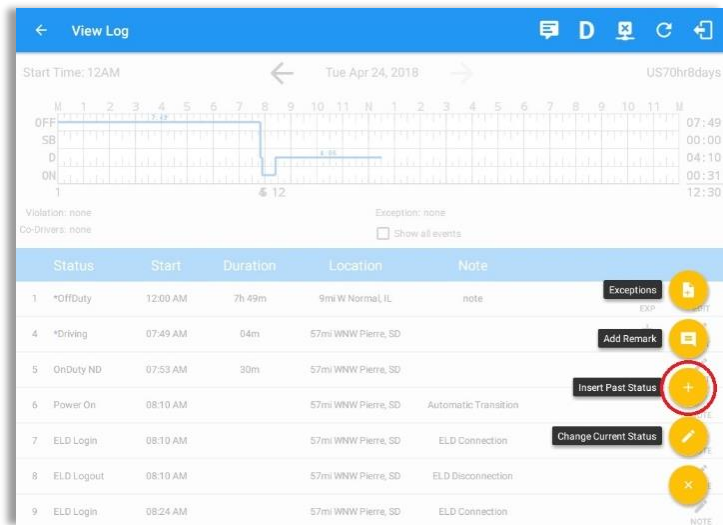 View Log
D
Start Time: 12AM
Tue Apr 24, 2018
US70hr8days
M 1 2 3 4 5 6 7 8 9 10 11 N 1 2 3 4 5 6 7 8 9 10 11 M
OFF 7:49 07:49
SB 00:00
D 04:10
ON 00:31
1 12 12:30
Violation: none
Exception: none
Co-Drivers: none
Show all events
Status Start Duration Location Note
Exceptions
1 *OffDuty 12:00 AM 7h 49m 9mi W Normal, IL note
EXP
4 *Driving 07:49 AM 04m 57mi WNW Pierre, SD
Add Remark
5 OnDuty ND 07:53 AM 30m 57mi WNW Pierre, SD
Insert Past Status
6 Power On 08:10 AM 57mi WNW Pierre, SD Automatic Transition
7 ELD Login 08:10 AM 57mi WNW Pierre, SD ELD Connection
Change Current Status
8 ELD Logout 08:10 AM 57mi WNW Pierre, SD ELD Disconnection
9 ELD Login 08:24 AM 57mi WNW Pierre, SD ELD Connection
NOTE